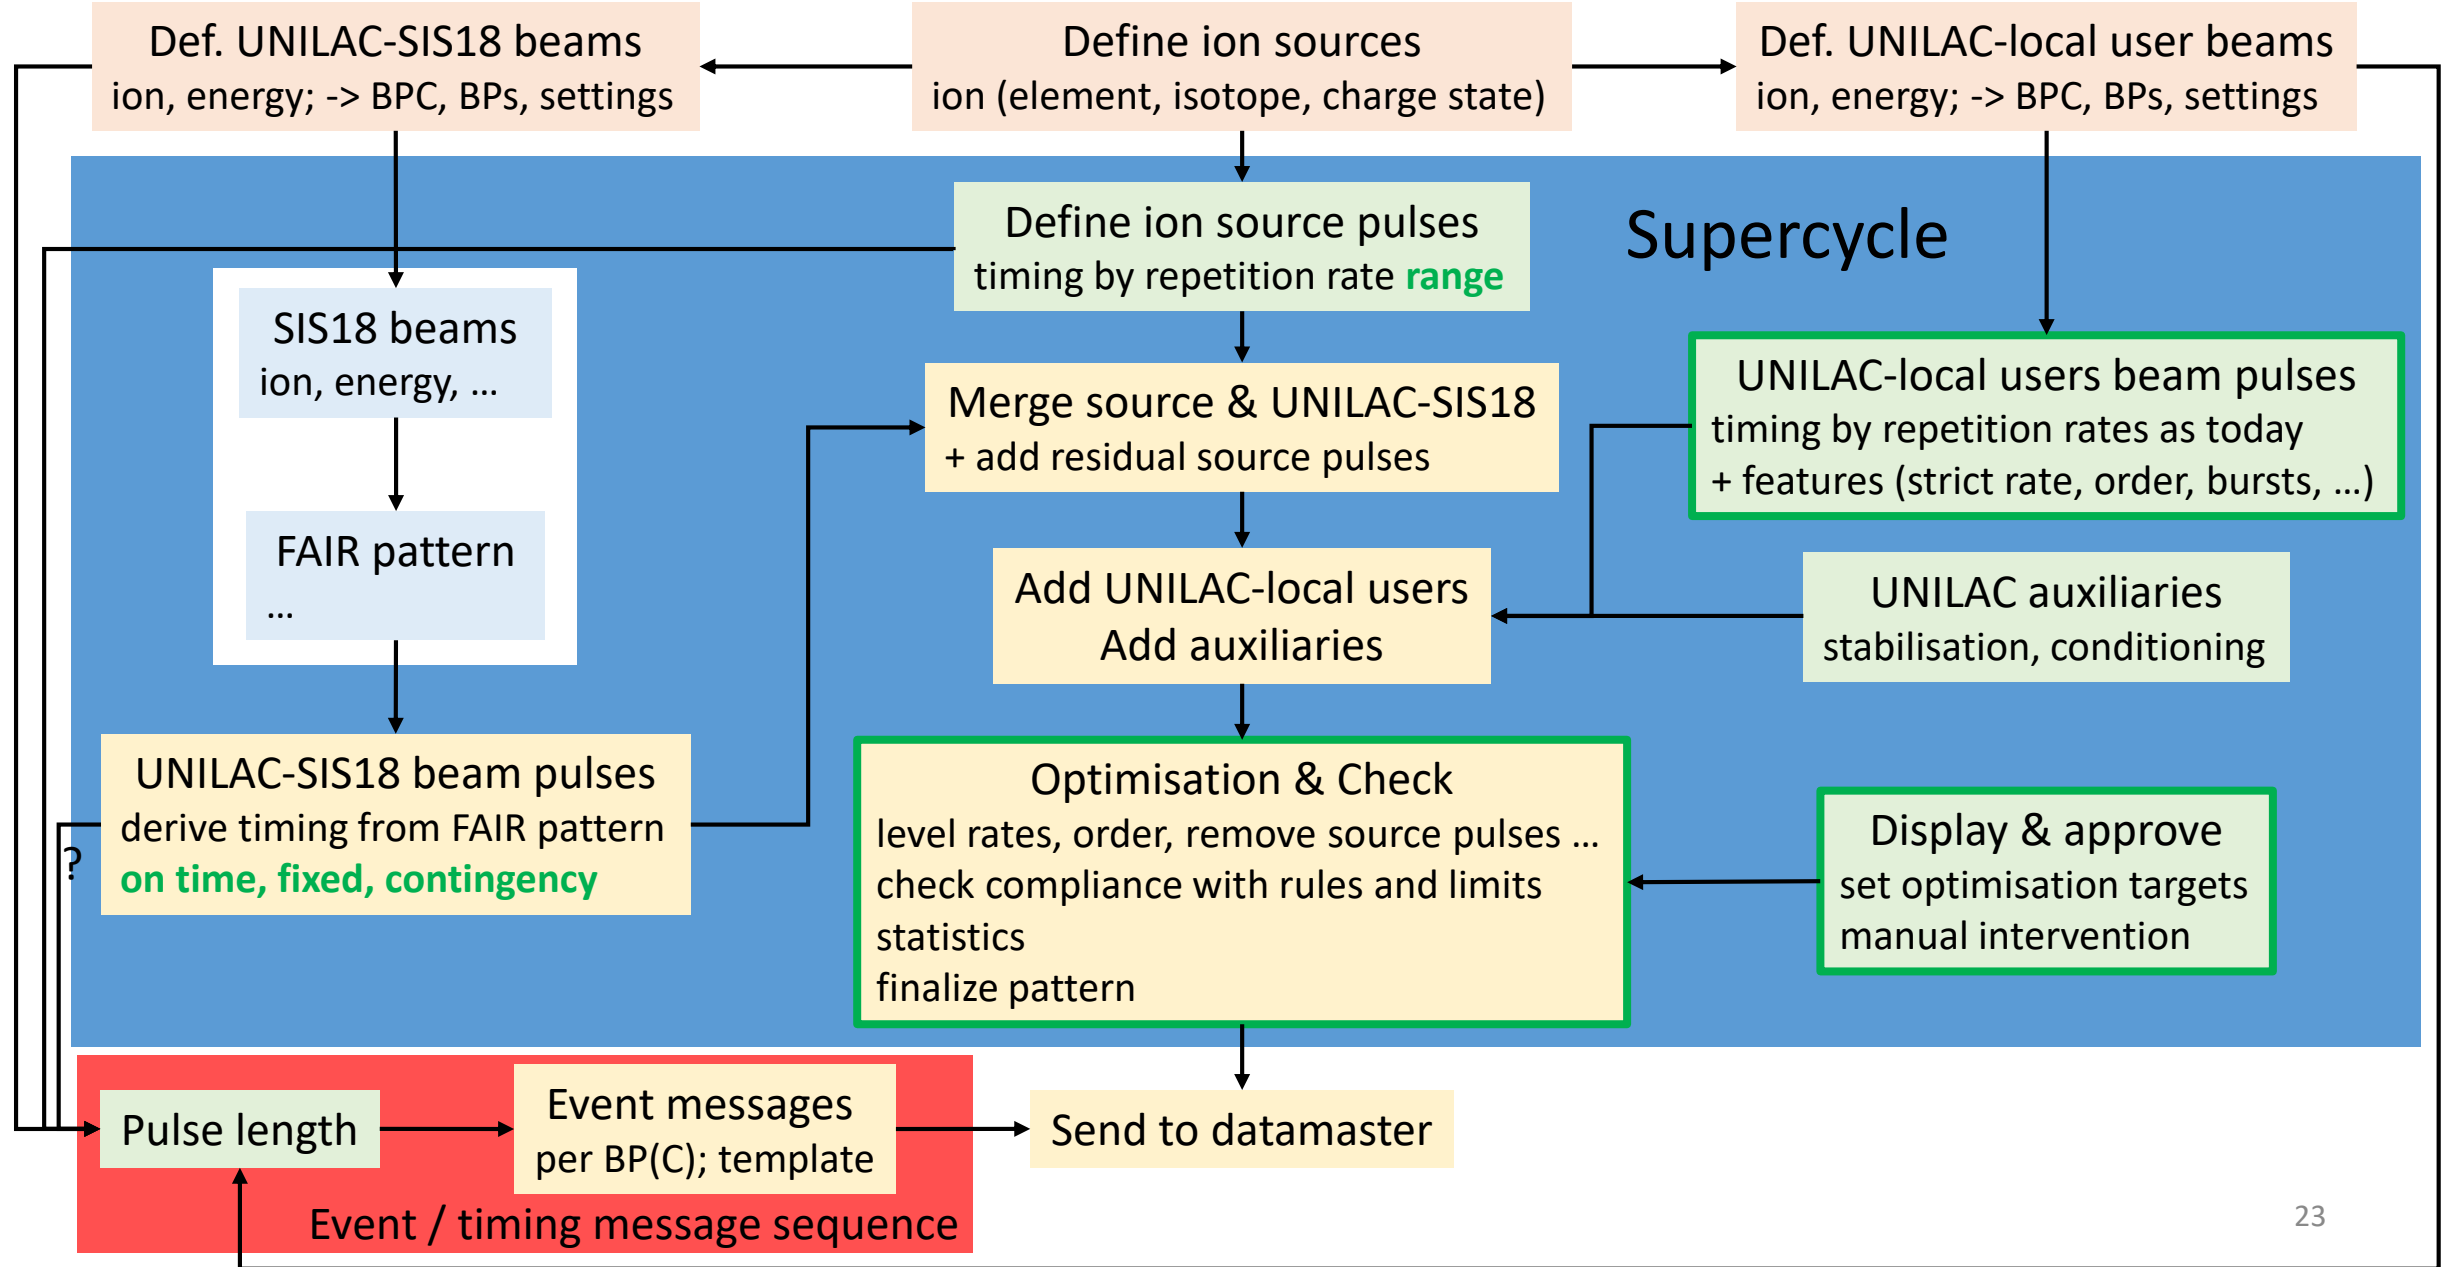 Def. UNILAC-SIS18 beams
ion, energy; -> BPC, BPs, settings
Define ion sources
ion (element, isotope, charge state)
Def. UNILAC-local user beams
ion, energy; -> BPC, BPs, settings
Supercycle
Define ion source pulses
timing by repetition rate range
SIS18 beams
ion, energy, ...
FAIR pattern
...
Merge source & UNILAC-SIS18
+ add residual source pulses
UNILAC-local users beam pulses
timing by repetition rates as today
+ features (strict rate, order, bursts, ...)
Add UNILAC-local users
Add auxiliaries
UNILAC auxiliaries
stabilisation, conditioning
UNILAC-SIS18 beam pulses
derive timing from FAIR pattern
on time, fixed, contingency
?
Optimisation & Check
level rates, order, remove source pulses ...
check compliance with rules and limits
statistics
finalize pattern
Display & approve
set optimisation targets
manual intervention
Pulse length
Event messages
per BP(C); template
Send to datamaster
Event / timing message sequence
23